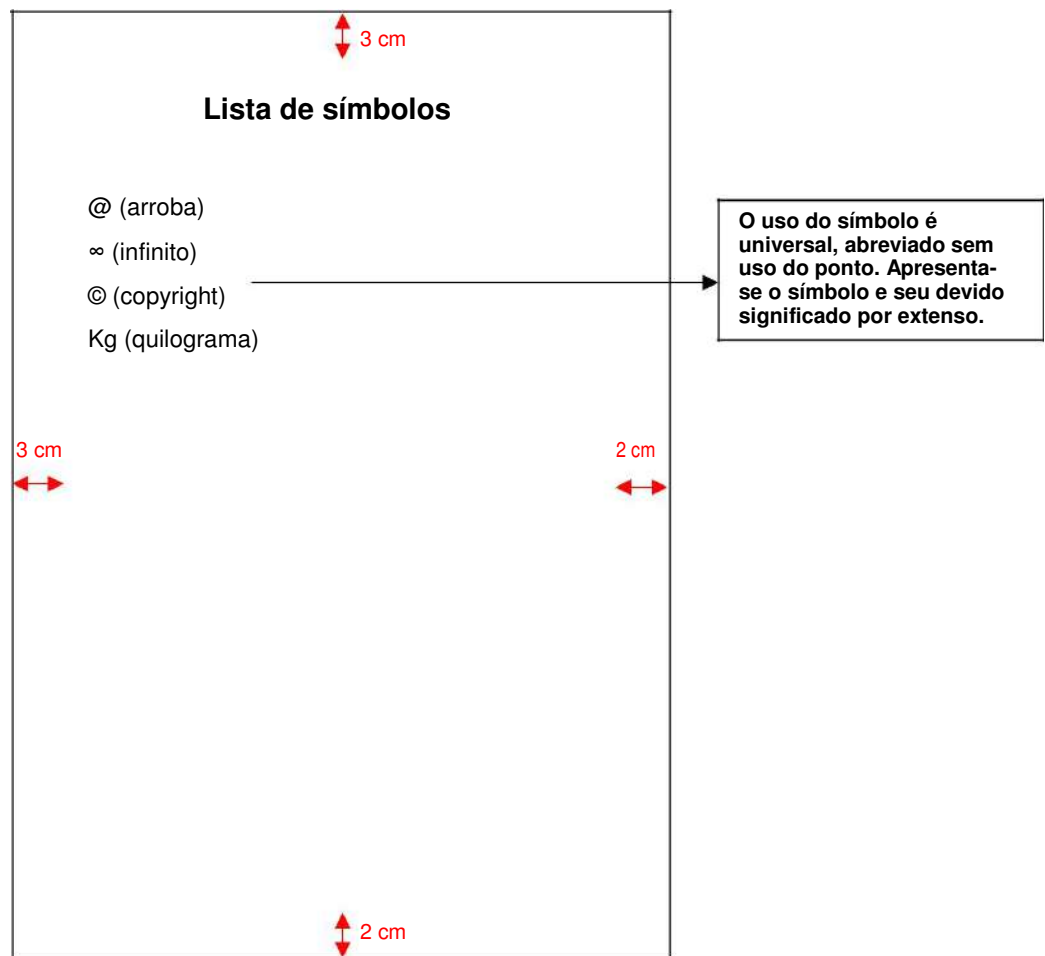 3 cm
Lista de símbolos
@ (arroba)
∞ (infinito)
© (copyright)
Kg (quilograma)
O uso do símbolo é
universal, abreviado sem
uso do ponto. Apresenta-
se o símbolo e seu devido
significado por extenso.
3 cm
2 cm
2 cm